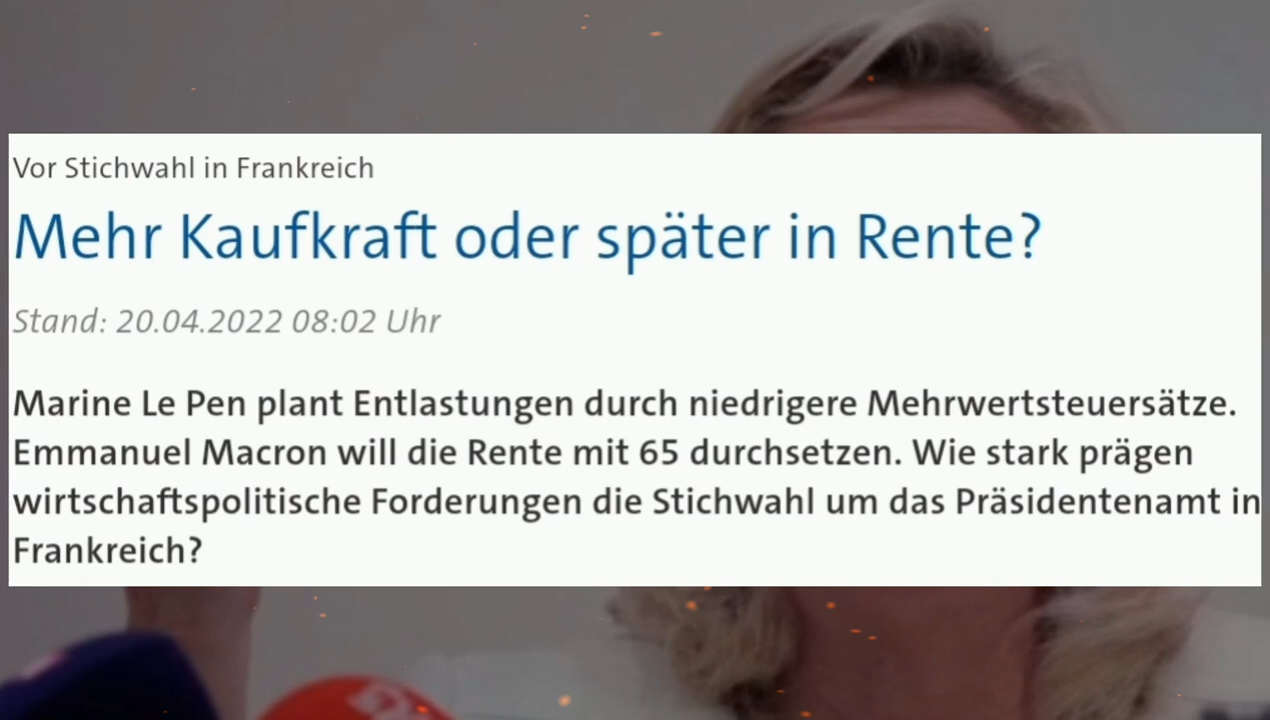 Vor Stichwahl in Frankreich
Mehr Kaufkraft oder später in Rente?
Stand: 20.04.2022 08:02 Uhr
Marine Le Pen plant Entlastungen durch niedrigere Mehrwertsteuersätze.
Emmanuel Macron will die Rente mit 65 durchsetzen. Wie stark prägen
wirtschaftspolitische Forderungen die Stichwahl um das Präsidentenamt in
Frankreich?